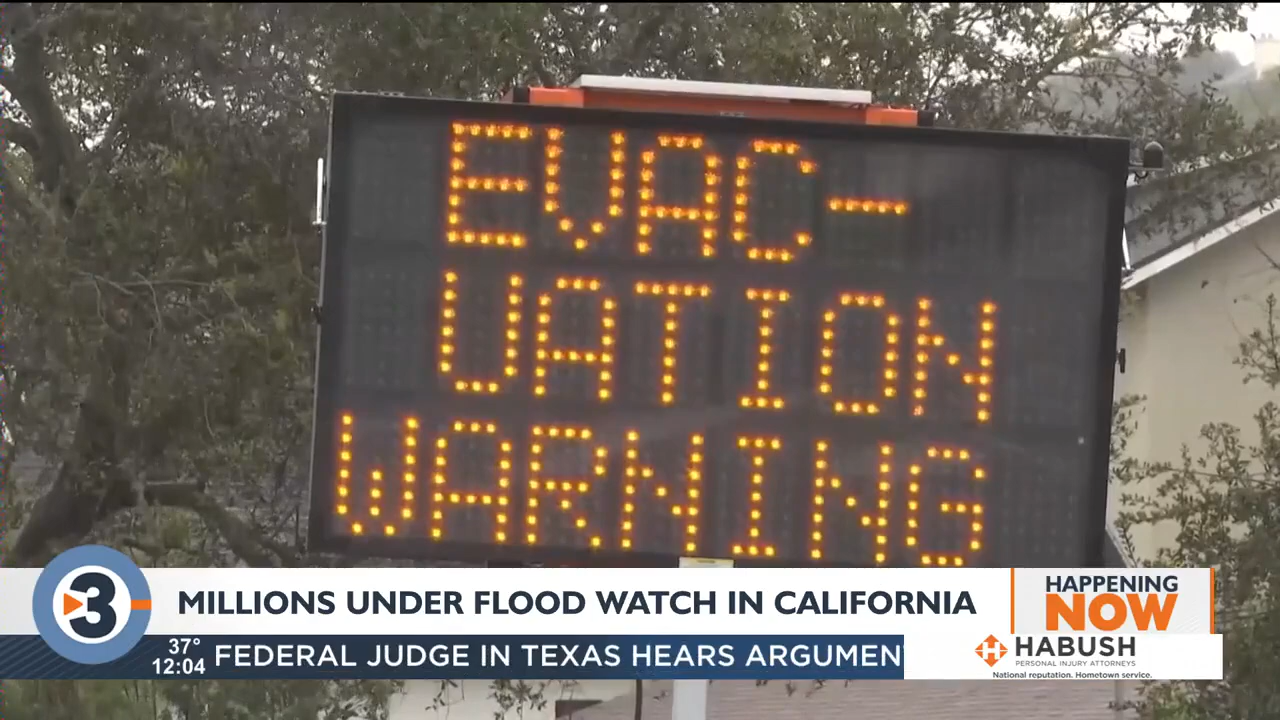 EVAC-
UATION
WARNING
3
MILLIONS UNDER FLOOD WATCH IN CALIFORNIA
HAPPENING
NOW
37°
12:04
FEDERAL JUDGE IN TEXAS HEARS ARGUMEN
HABUSH
PERSONAL INJURY ATTORNEYS
National reputation. Hometown service.